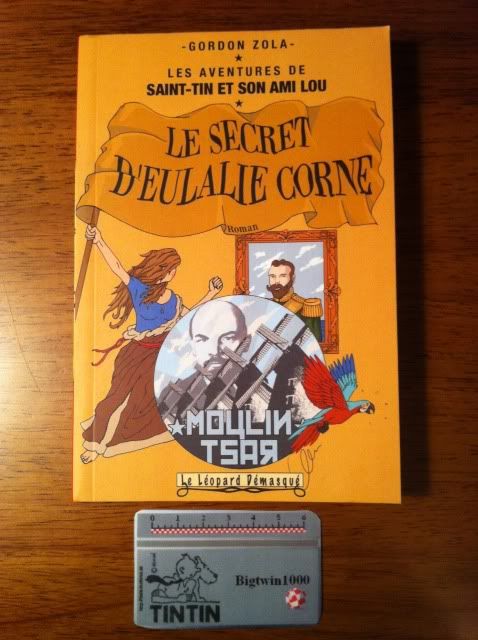 -GORDON ZOLA-
LES AVENTURES DE
SAINT-TIN ET SON AMI LOU
LE SECRET
D'EULALIE CORNE
Roman
★MOULIN-
TSAR
Le Léopard Démasqué
0 1 2 3 4 5 6
Bigtwin1000
TINTIN